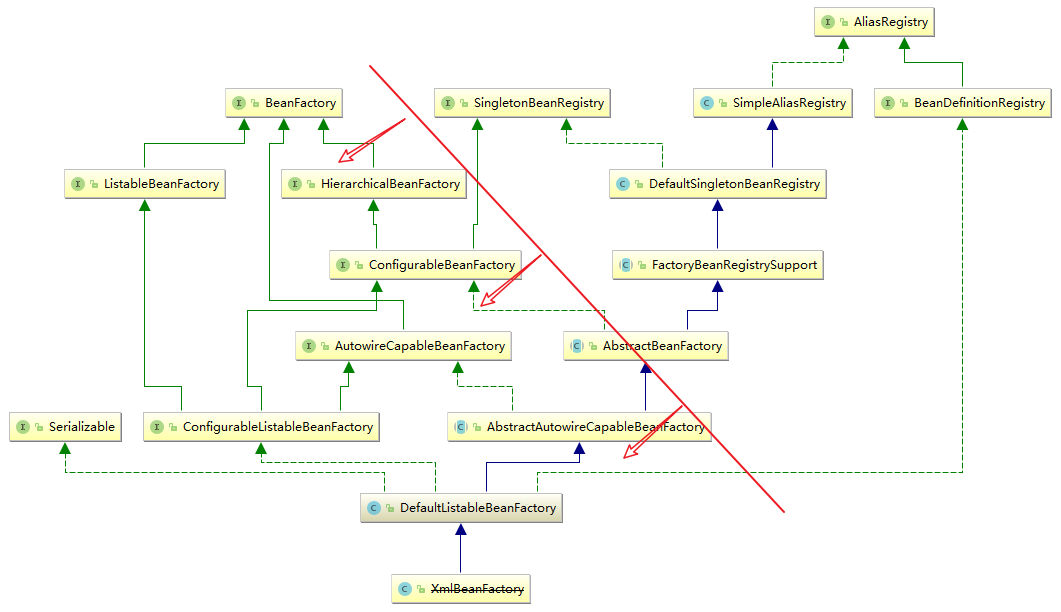 AliasRegistry
BeanFactory
SingletonBeanRegistry
SimpleAliasRegistry
BeanDefinitionRegistry
ListableBeanFactory
HierarchicalBeanFactory
DefaultSingletonBeanRegistry
ConfigurableBeanFactory
FactoryBeanRegistrySupport
AutowireCapableBeanFactory
AbstractBeanFactory
Serializable
ConfigurableListableBeanFactory
AbstractAutowireCapableBeanFactory
DefaultListableBeanFactory
XmlBeanFactory